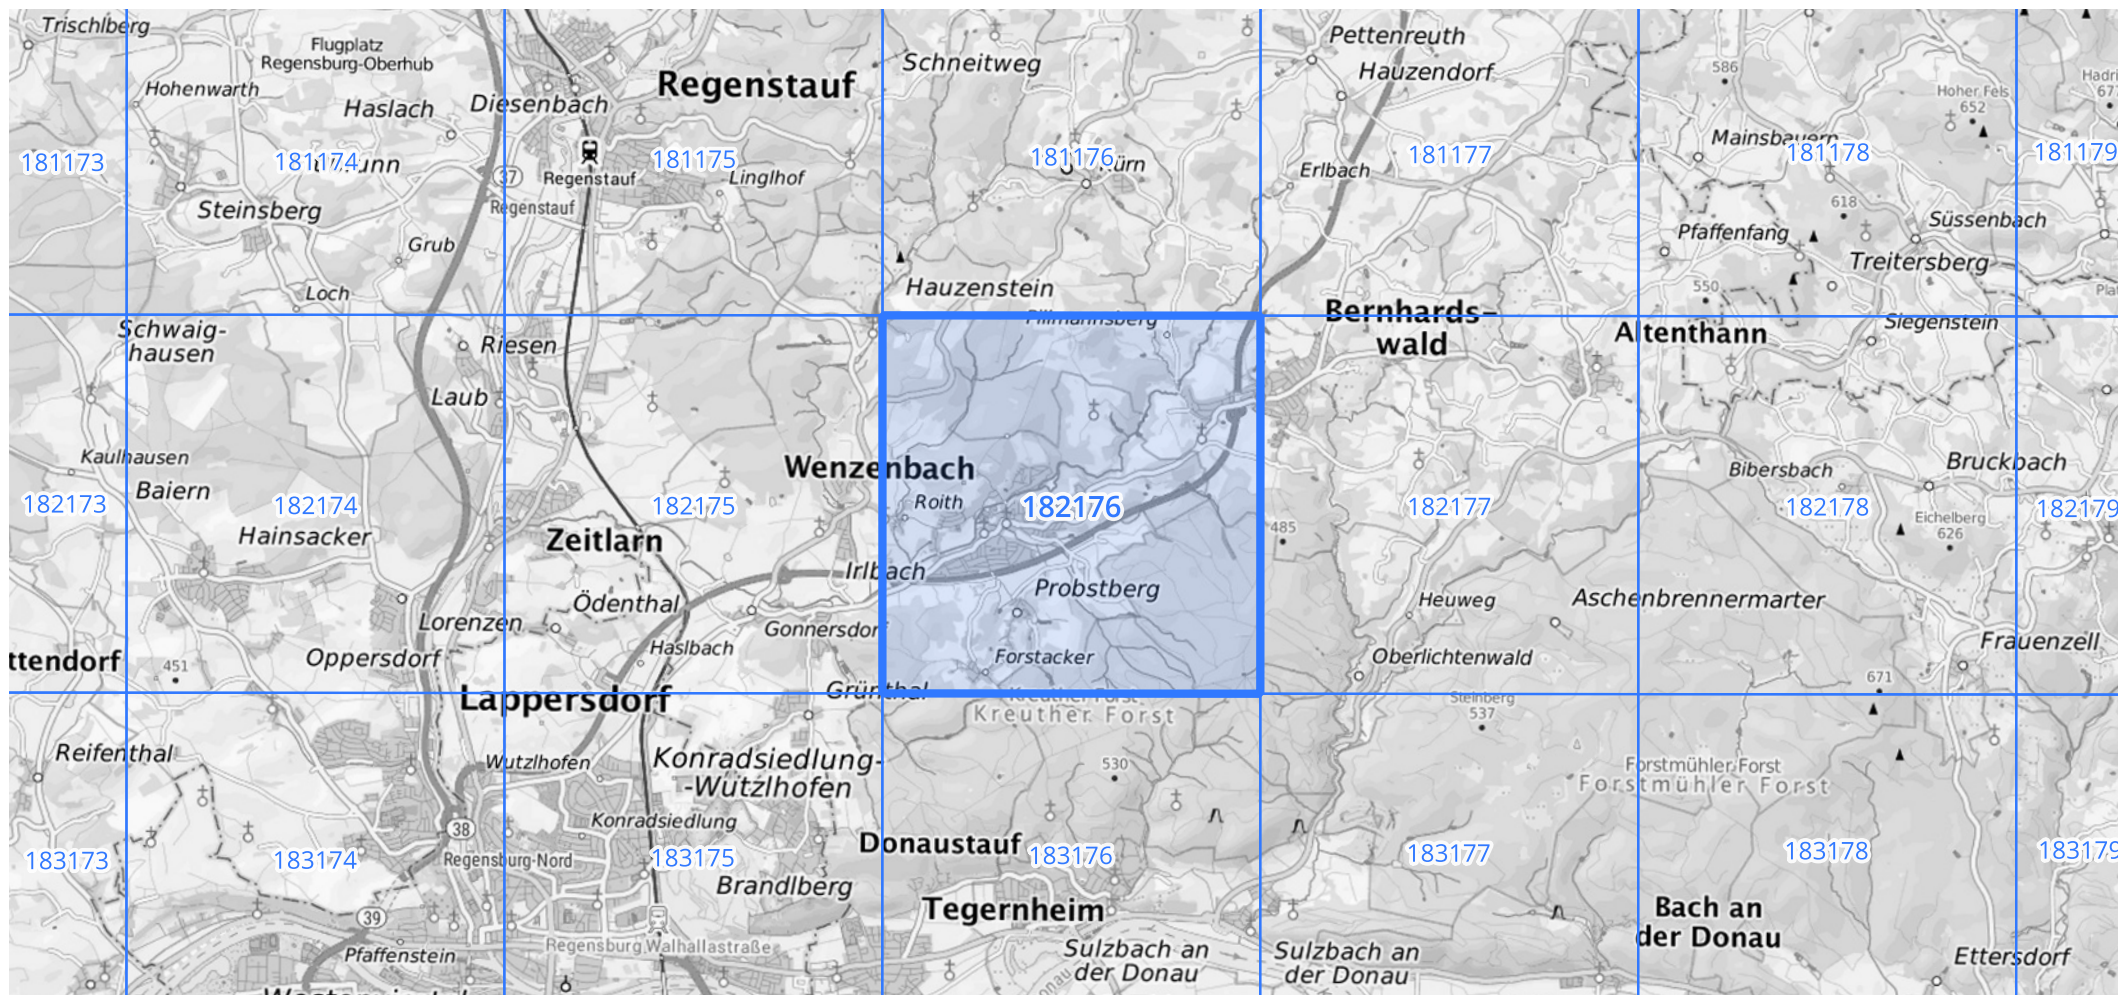 Trischlberg
Flugplatz
Regensburg-Oberhub
Hohenwarth
Haslach
Diesenbach
Regenstauf
Schneitweg
Pettenreuth
Hauzendorf
586
Hoher Fels
652
Mainsbauern
181173
181174
37
Regenstauf
Regenstauf
181175
Linglhof
181176
Erlbach
181177
181178
181179
618
Steinsberg
Grub
Loch
Hauzenstein
Pfaffenfang
Süssenbach
Treitersberg
550
Schwaig-
hausen
Riesen
Laub
Pillmannsberg
Bernhards-
wald
Altenthann
Siegenstein
Kaulhausen
Baiern
Hainsacker
Wenzenbach
Roith
Bibersbach
Bruckbach
182173
182174
182175
182176
182177
182178
182179
485
Eichelberg
626
Zeitlarn
Irlbach
Ödenthal
Probstberg
Heuweg
Aschenbrennermarter
Lorenzen
Gonnersdorf
Haslbach
Forstacker
Oberlichtenwald
Frauenzell
ttendorf
451
Oppersdorf
671
Lappersdorf
Grünthal
Kreuther Forst
Kreuther Forst
Steinberg
537
Reifenthal
Wutzlhofen
Konradsiedlung-
-Wutzlhofen
530
Forstmühler Forst
Forstmühler Forst
Konradsiedlung
38
Regensburg-Nord
Donaustauf
183173
183174
183175
183176
183177
183178
183179
Brandlberg
39
Tegernheim
Bach an
der Donau
Pfaffenstein
Regensburg Walhallastraße
Sulzbach an
der Donau
Sulzbach an
der Donau
Ettersdorf